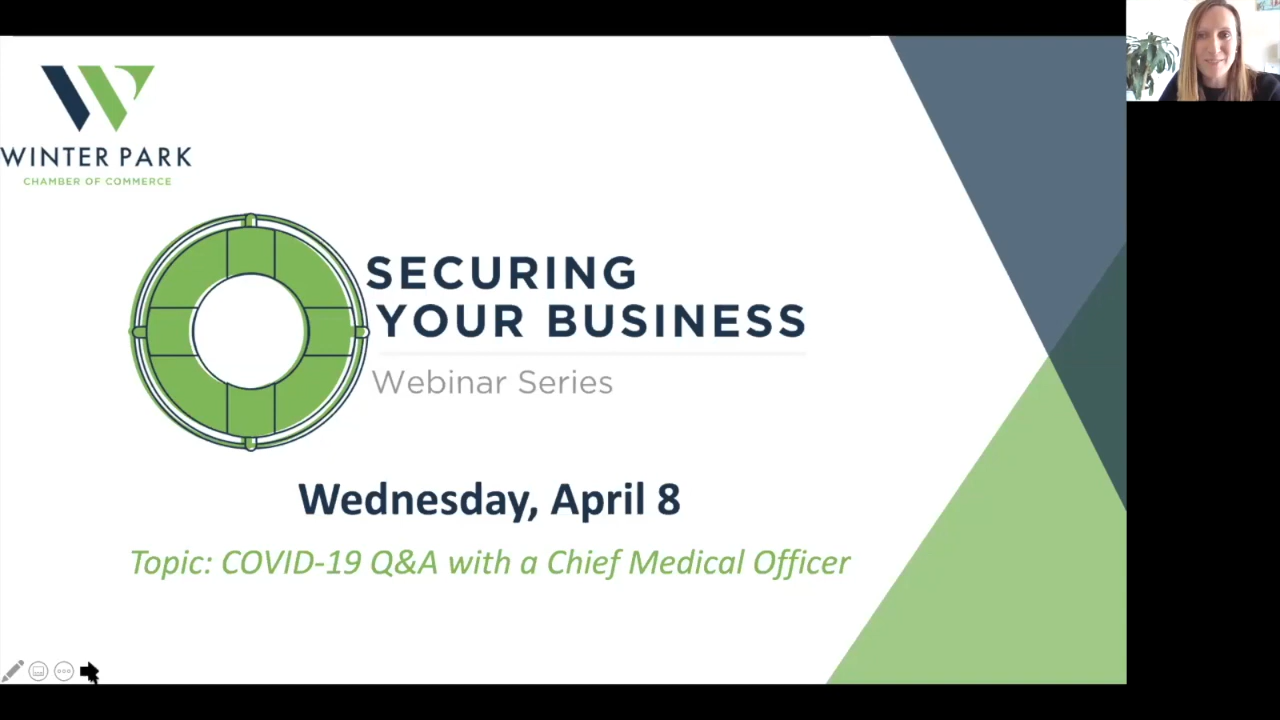 WINTER PARK
CHAMBER OF COMMERCE
SECURING
YOUR BUSINESS
Webinar Series
Wednesday, April 8
Topic: COVID-19 Q&A with a Chief Medical Officer